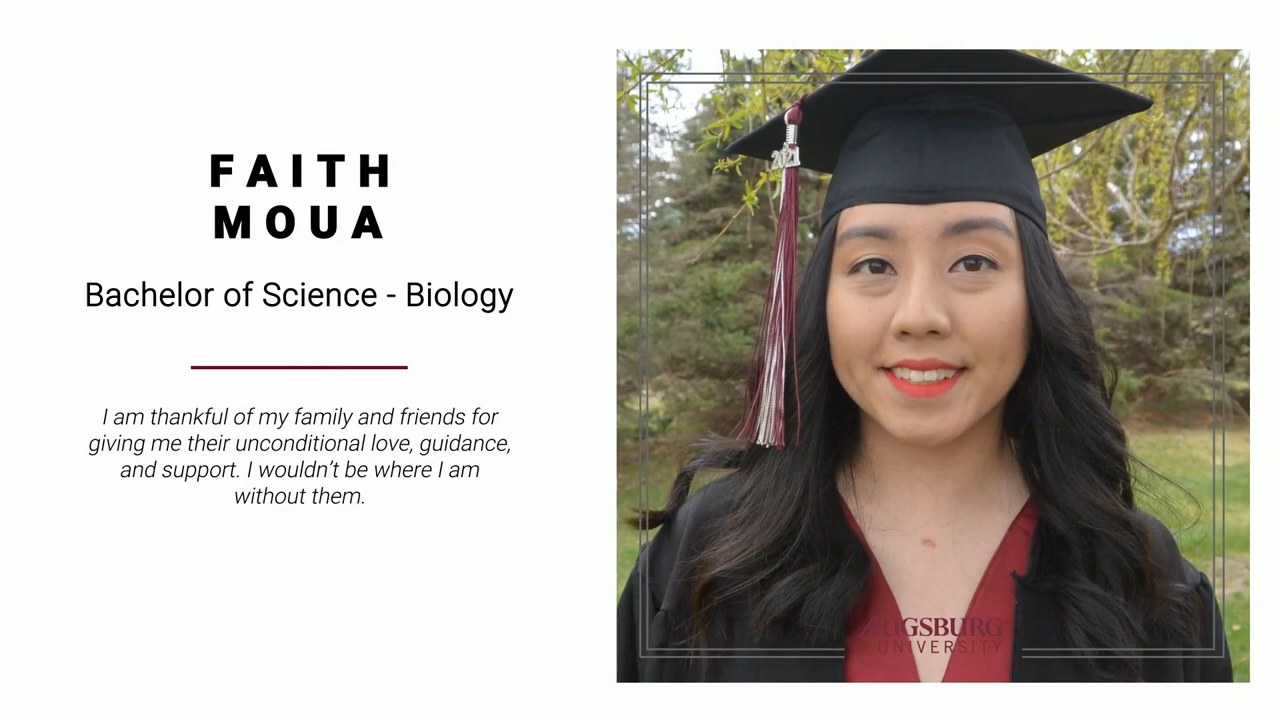 FAITH
MOUA
Bachelor of Science - Biology
I am thankful of my family and friends for
giving me their unconditional love, guidance,
and support. I wouldn't be where I am
without them.
2021
AUGSBURG
UNIVERSITY